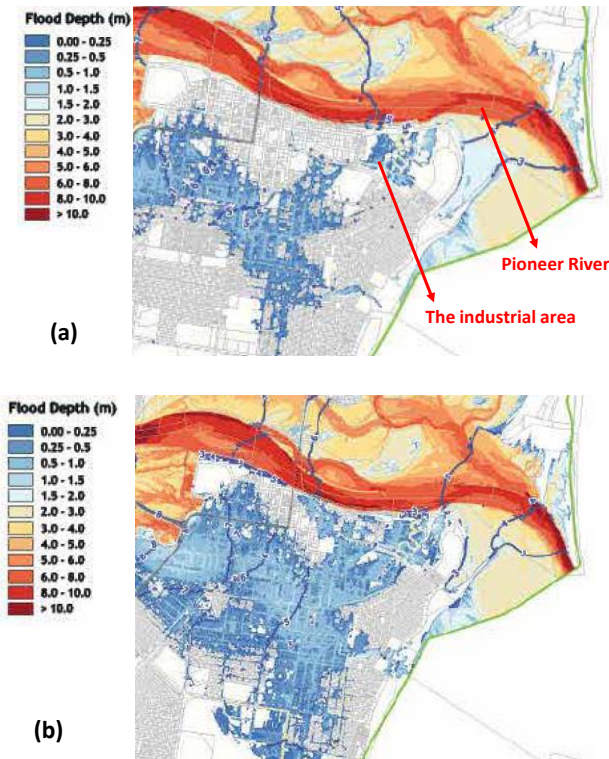 Flood Depth (m)
0.00 - 0.25
0.25 - 0.5
0.5 - 1.0
1.0 - 1.5
1.5 - 2.0
2.0 - 3.0
3.0 - 4.0
4.0 - 5.0
5.0 - 6.0
6.0 - 8.0
8.0 - 10.0
> 10.0
Pioneer River
The industrial area
(a)
Flood Depth (m)
0.00 - 0.25
0.25 - 0.5
0.5 - 1.0
1.0 - 1.5
1.5 - 2.0
2.0 - 3.0
3.0 - 4.0
4.0 - 5.0
5.0 - 6.0
6.0 - 8.0
8.0 - 10.0
> 10.0
(b)